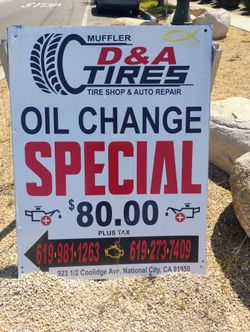 STOP
MUFFLER
D&A
TIRES
TIRE SHOP & AUTO REPAIR
OIL CHANGE
SPECIAL
$80.00
PLUS TAX
619-981-1263 619-273-7409
923 1/2 Coolidge Ave. National City, CA 91950